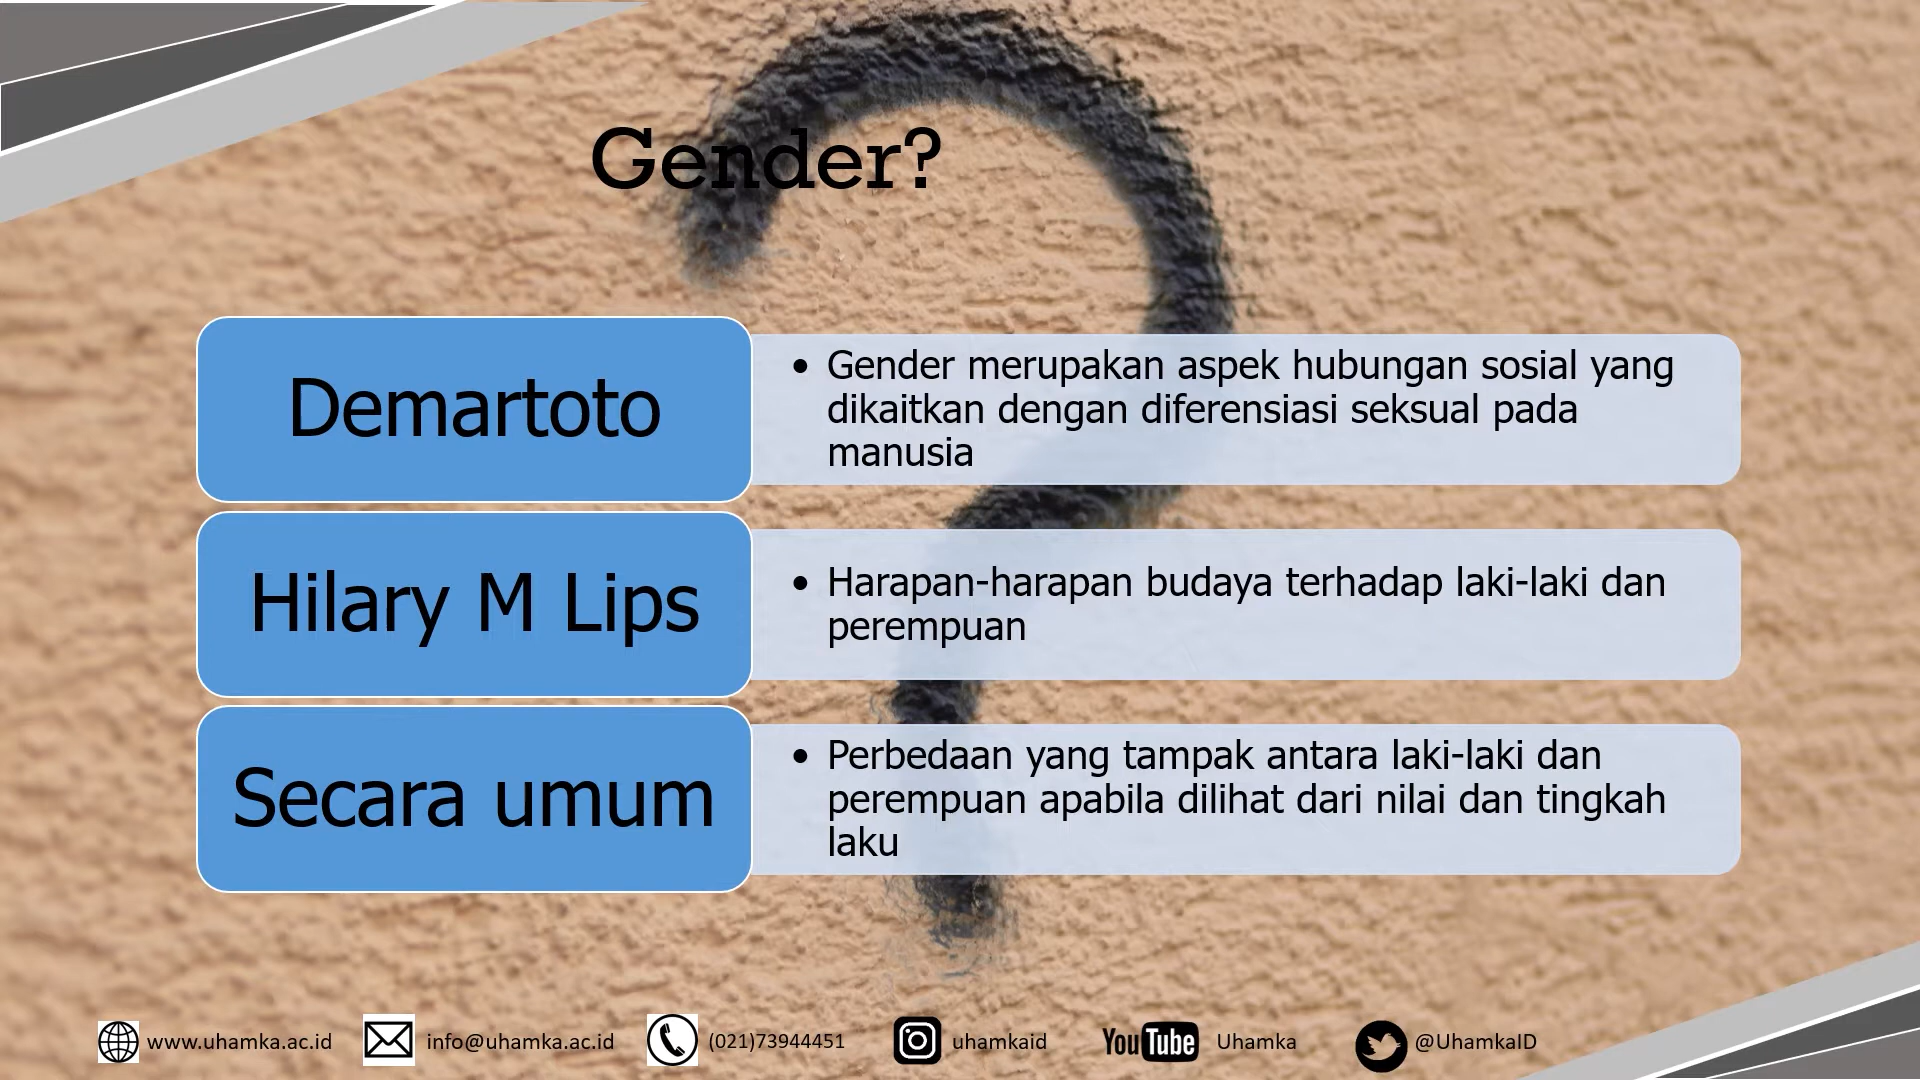 Gender?
Demartoto
• Gender merupakan aspek hubungan sosial yang
dikaitkan dengan diferensiasi seksual pada
manusia
Hilary M Lips
• Harapan-harapan budaya terhadap laki-laki dan
perempuan
Secara umum
• Perbedaan yang tampak antara laki-laki dan
perempuan apabila dilihat dari nilai dan tingkah
laku
www.uhamka.ac.id info@uhamka.ac.id (021)73944451 uhamkaid YouTube Uhamka @UhamkaID